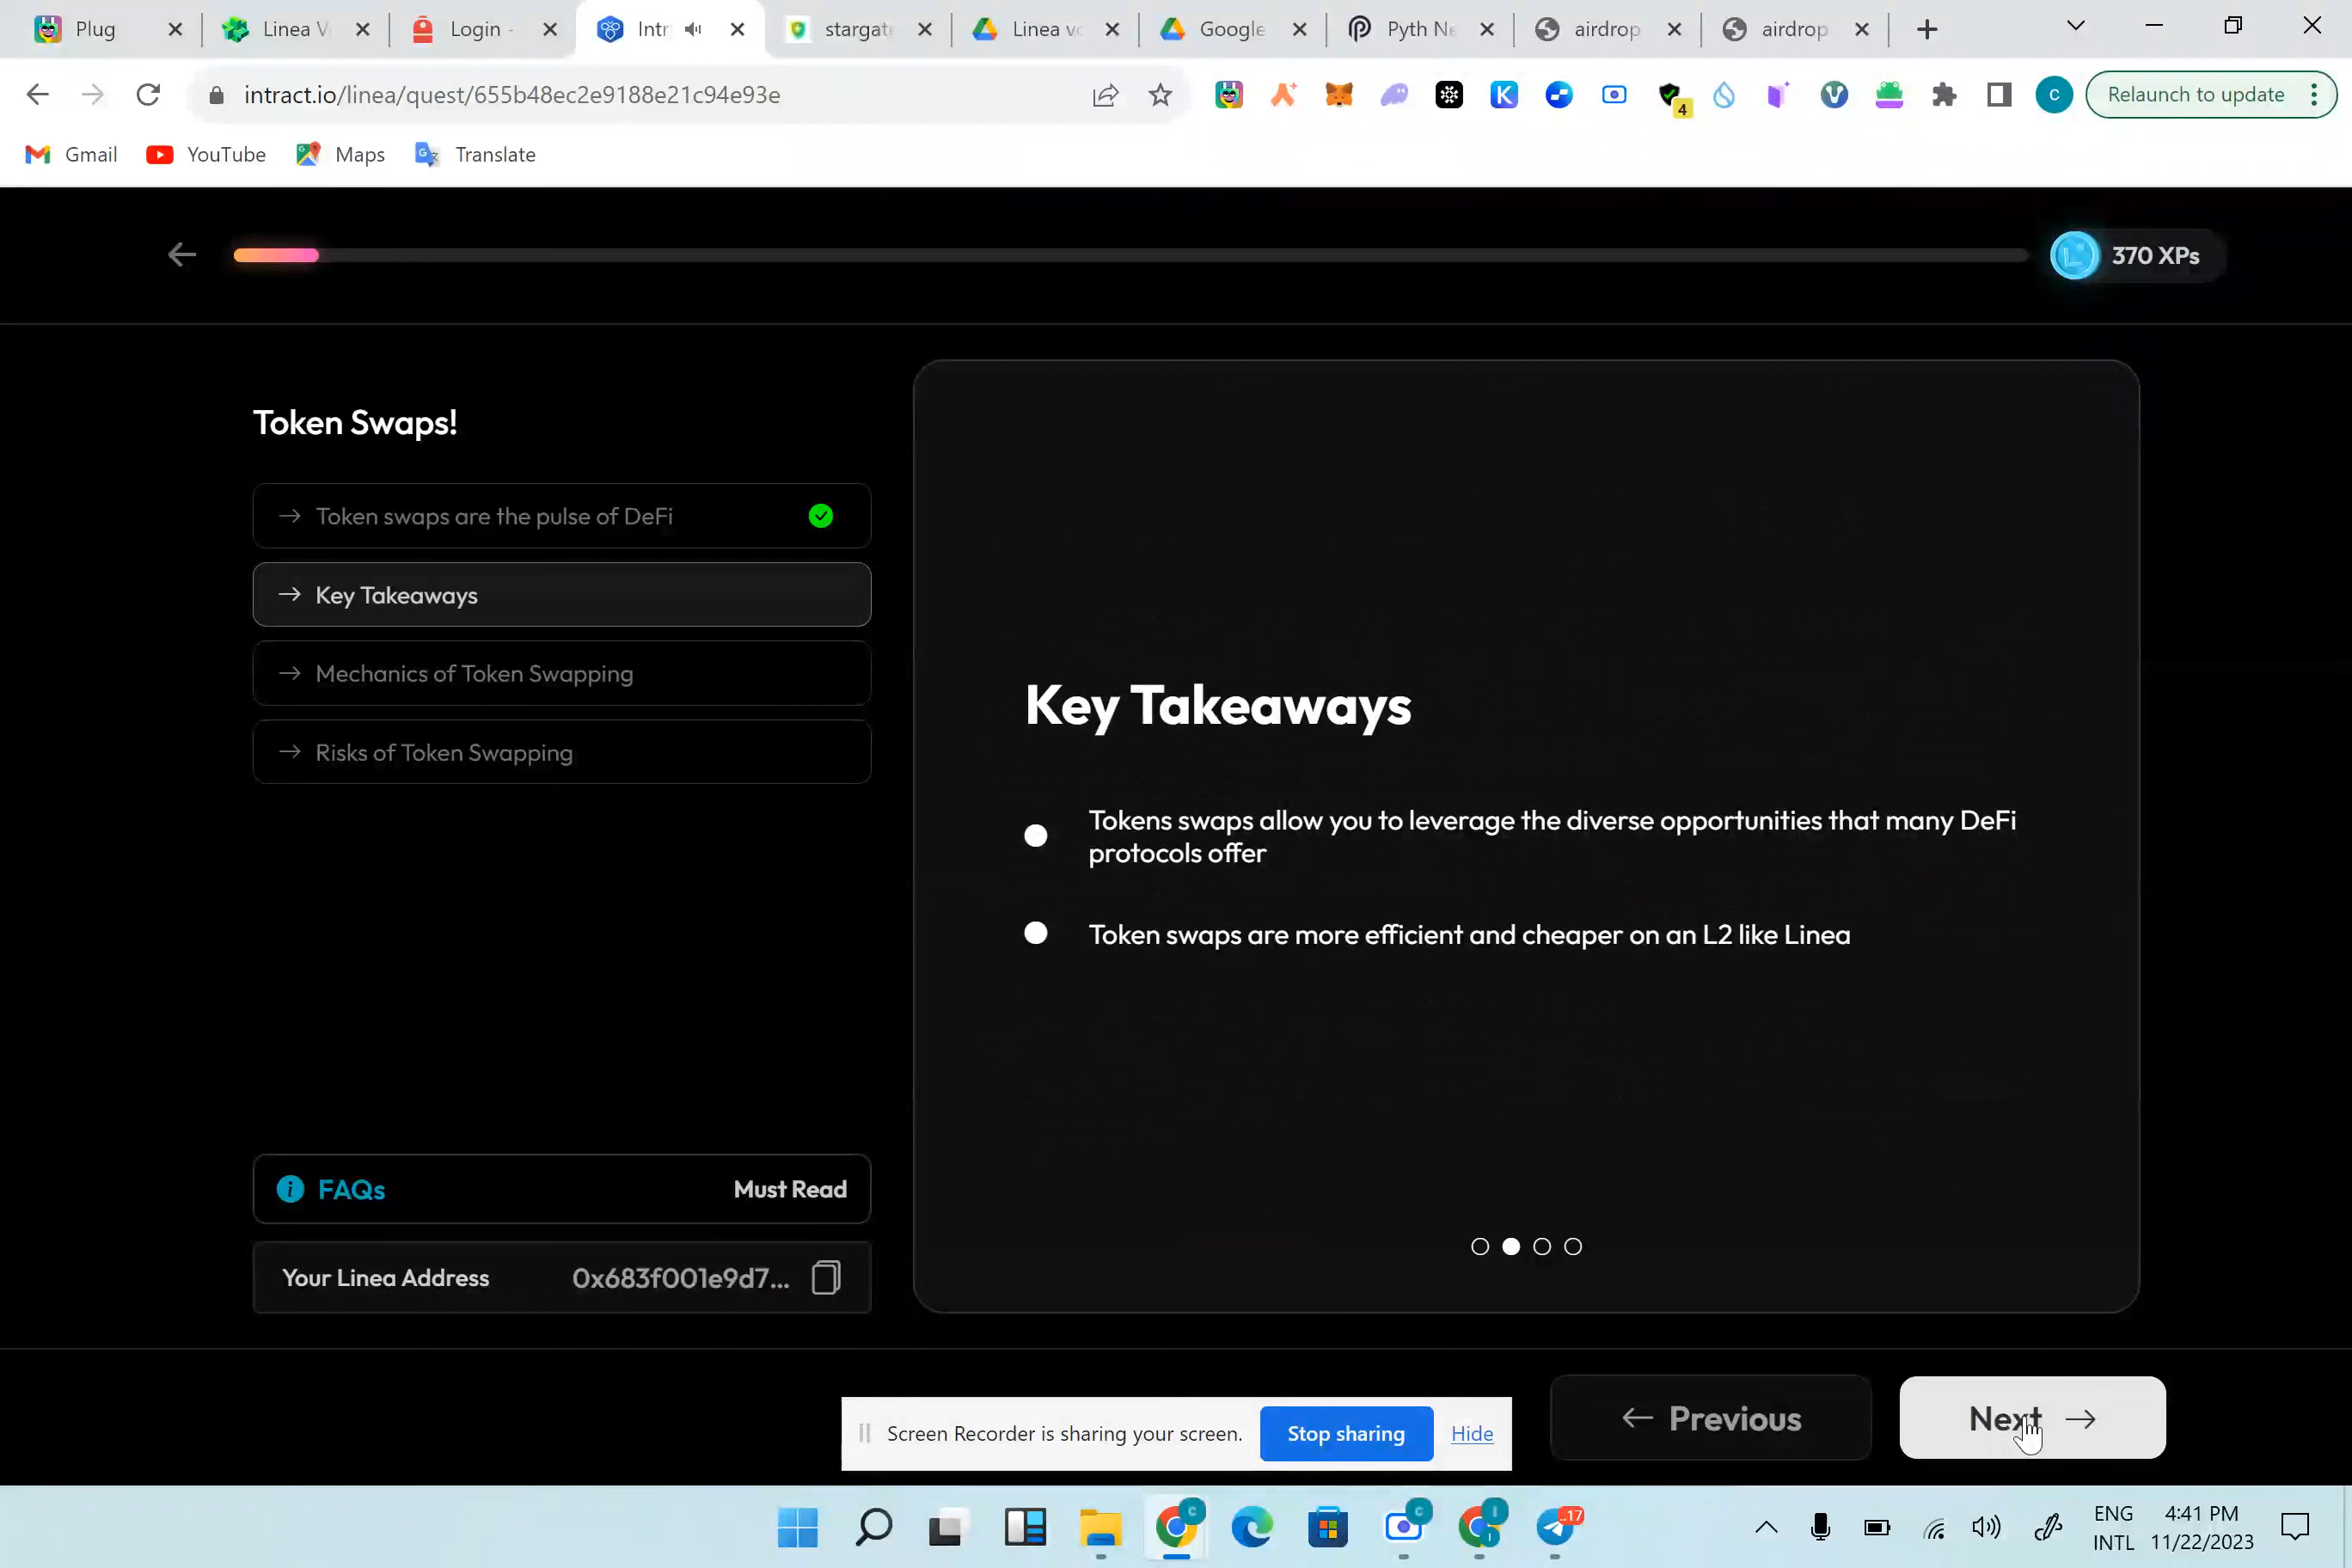 Plug
Linea V
Login -
Intr
stargat
Linea vo
Google
Pyth Ne
airdrop
airdrop
intract.io/linea/quest/655b48ec2e9188e21c94e93e
4
c
Relaunch to update
Gmail
YouTube
Maps
Translate
370 XPs
Token Swaps!
Token swaps are the pulse of DeFi
Key Takeaways
Mechanics of Token Swapping
Risks of Token Swapping
Key Takeaways
Tokens swaps allow you to leverage the diverse opportunities that many DeFi
protocols offer
Token swaps are more efficient and cheaper on an L2 like Linea
FAQs
Must Read
Your Linea Address
0x683f001e9d7...
Screen Recorder is sharing your screen.
Stop sharing
Hide
Previous
Next
ENG
INTL
4:41 PM
11/22/2023